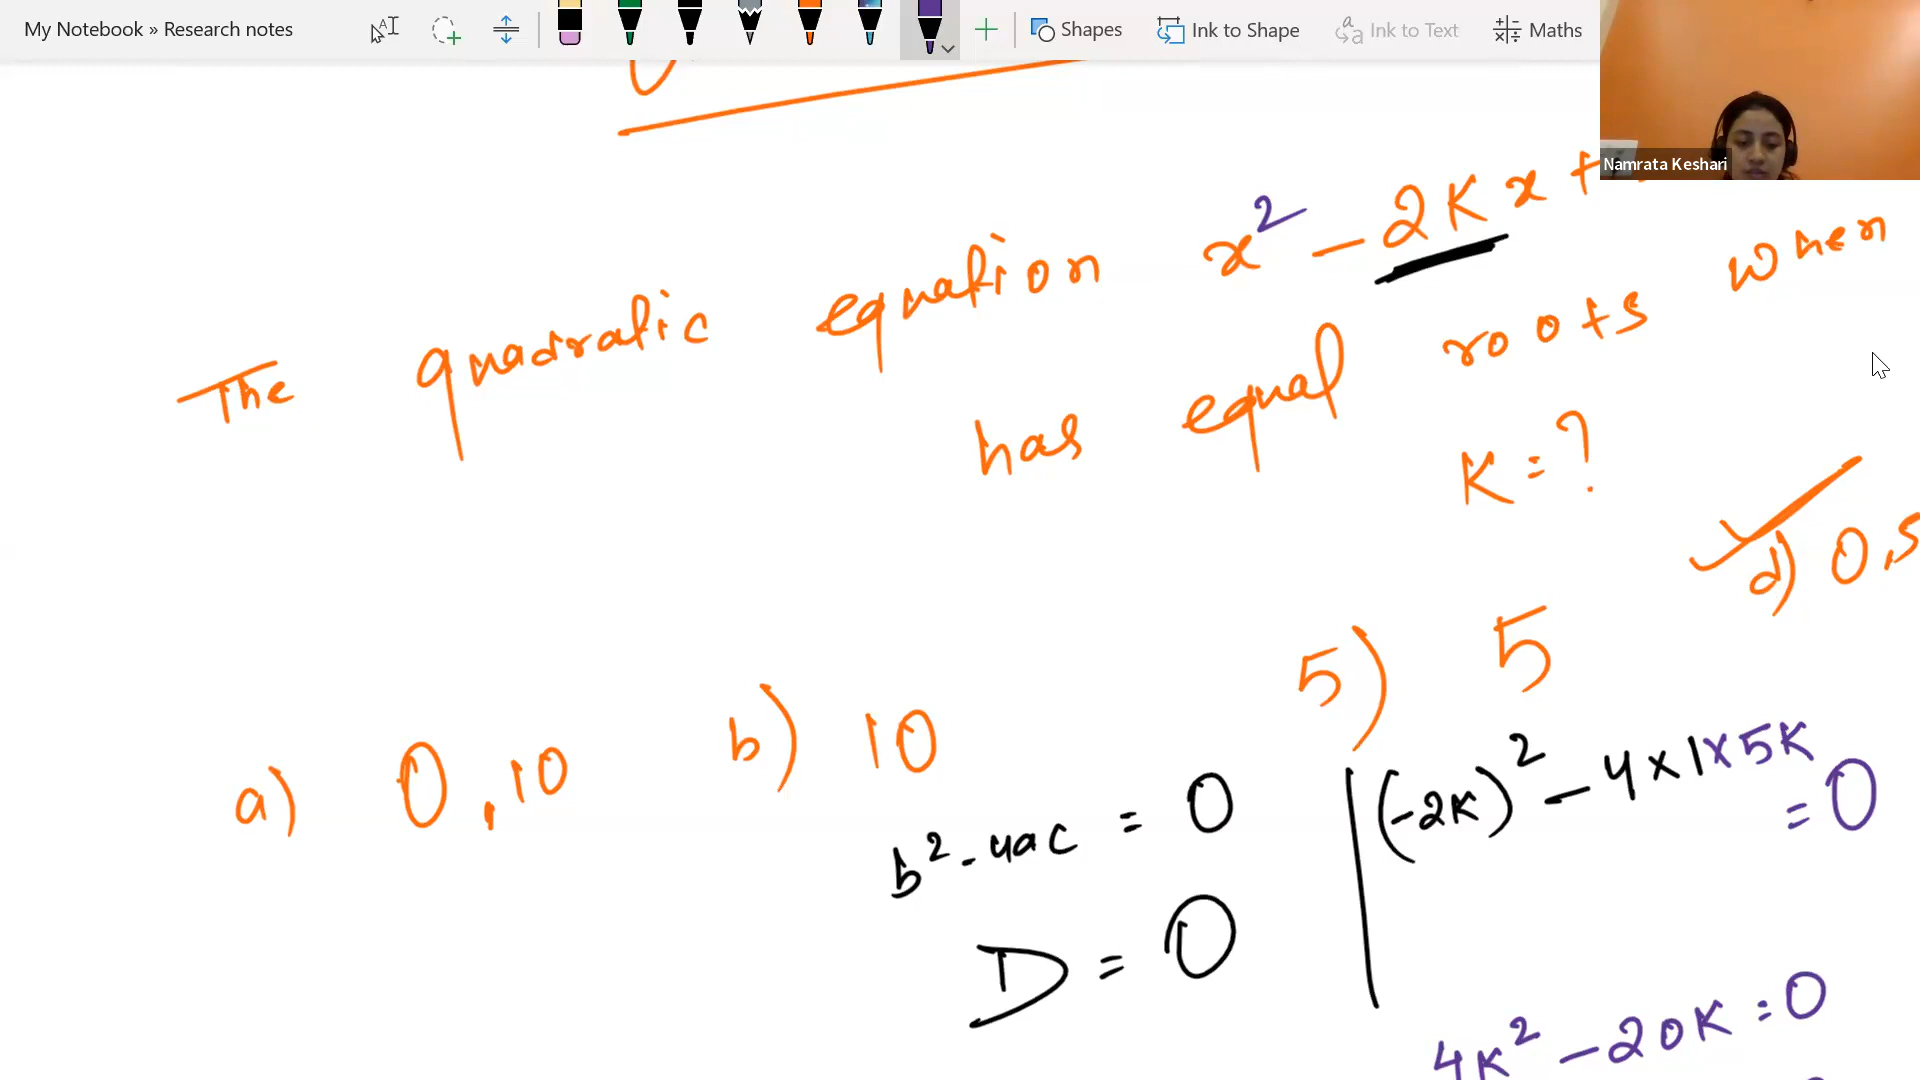 My Notebook » Research notes
Shapes
Ink to Shape
Ink to Text
Maths
Namrata Keshari
The quadratic equation x² - 2K x +
has equal roots when
K = ?
a) 0, 10
b) 10
5) 5
d) 0, 5
b² - 4ac = 0
D = 0
(-2K)² - 4 x 1 x 5K
= 0
4K² - 20K = 0